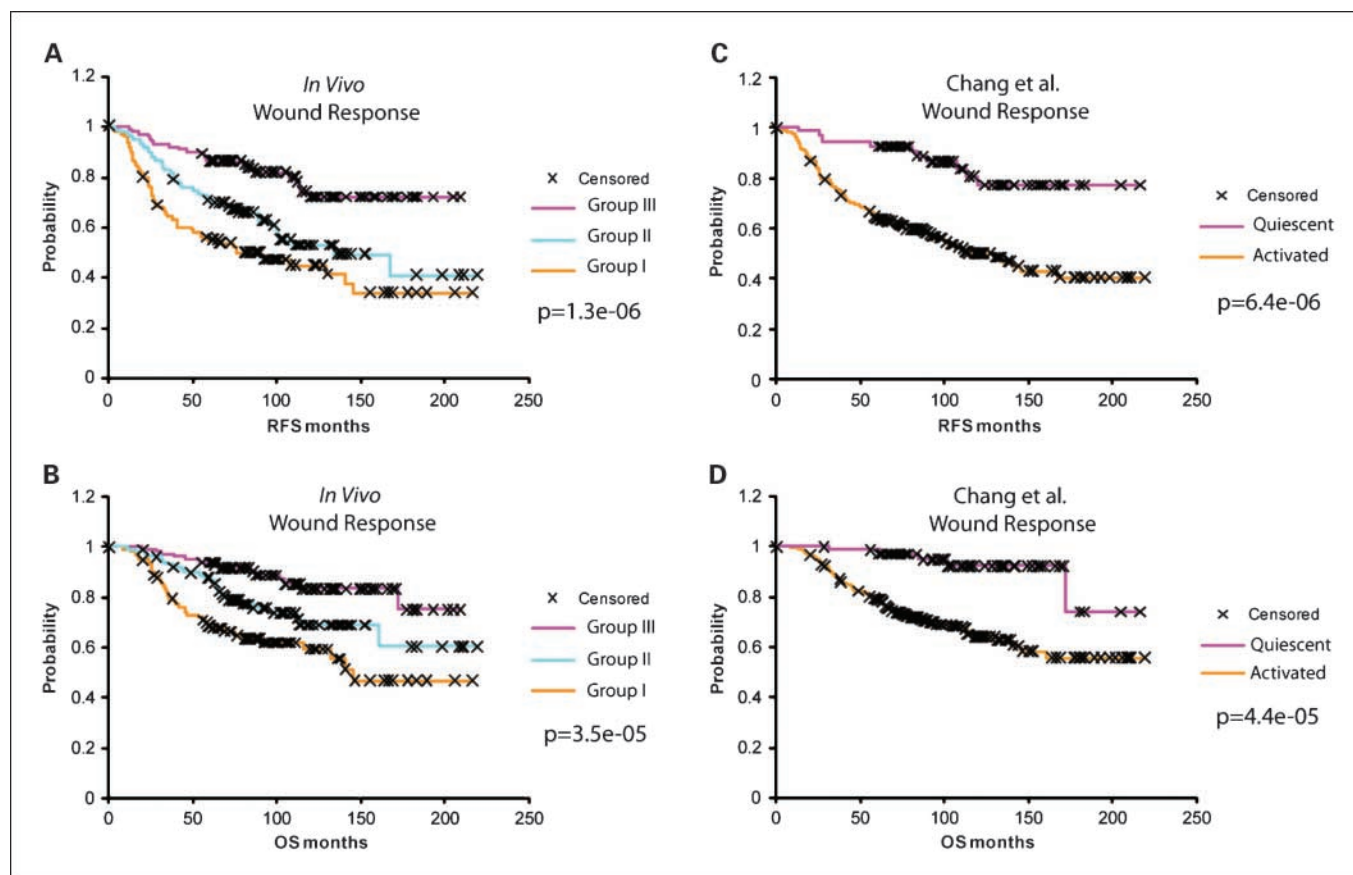 A
In Vivo
Wound Response
1.2
1
0.8
0.6
0.4
0.2
0
Probability
0 50 100 150 200 250
RFS months
× Censored
Group III
Group II
Group I
p=1.3e-06
C
Chang et al.
Wound Response
1.2
1
0.8
0.6
0.4
0.2
0
Probability
0 50 100 150 200 250
RFS months
× Censored
Quiescent
Activated
p=6.4e-06
B
In Vivo
Wound Response
1.2
1
0.8
0.6
0.4
0.2
0
Probability
0 50 100 150 200 250
OS months
× Censored
Group III
Group II
Group I
p=3.5e-05
D
Chang et al.
Wound Response
1.2
1
0.8
0.6
0.4
0.2
0
Probability
0 50 100 150 200 250
OS months
× Censored
Quiescent
Activated
p=4.4e-05